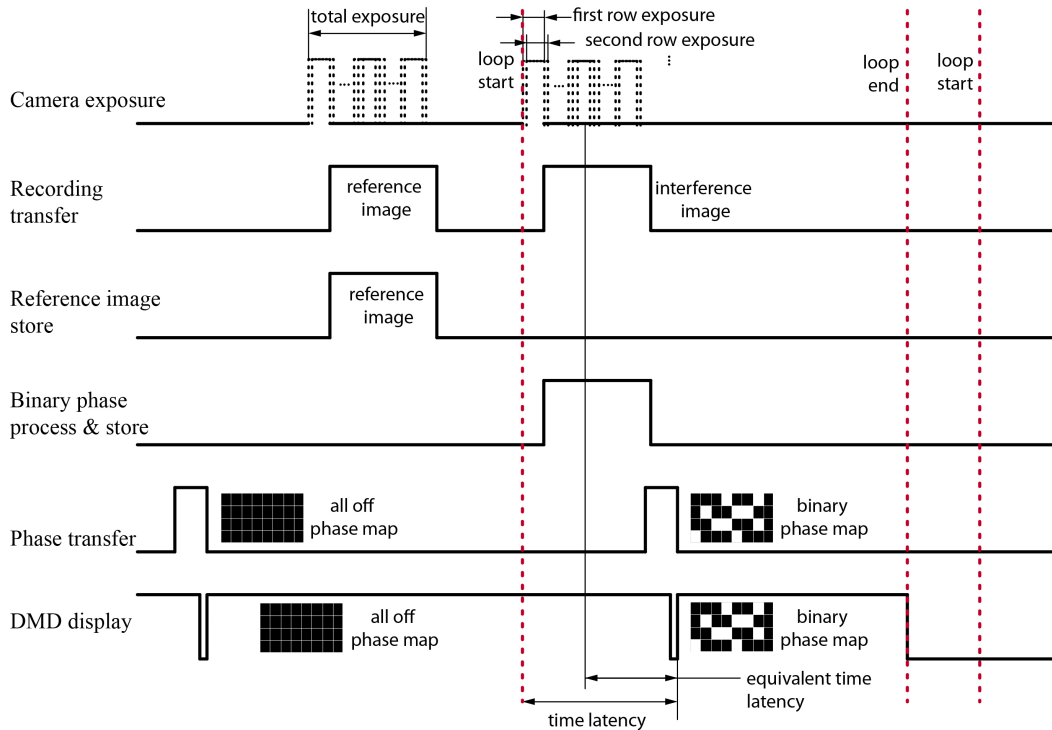 total exposure
first row exposure
second row exposure
...
loop
start
loop
end
loop
start
Camera exposure
... ... ... ...
Recording
transfer
reference
image
interference
image
Reference image
store
reference
image
Binary phase
process & store
Phase transfer
all off
phase map
binary
phase map
DMD display
all off
phase map
binary
phase map
equivalent time
latency
time latency